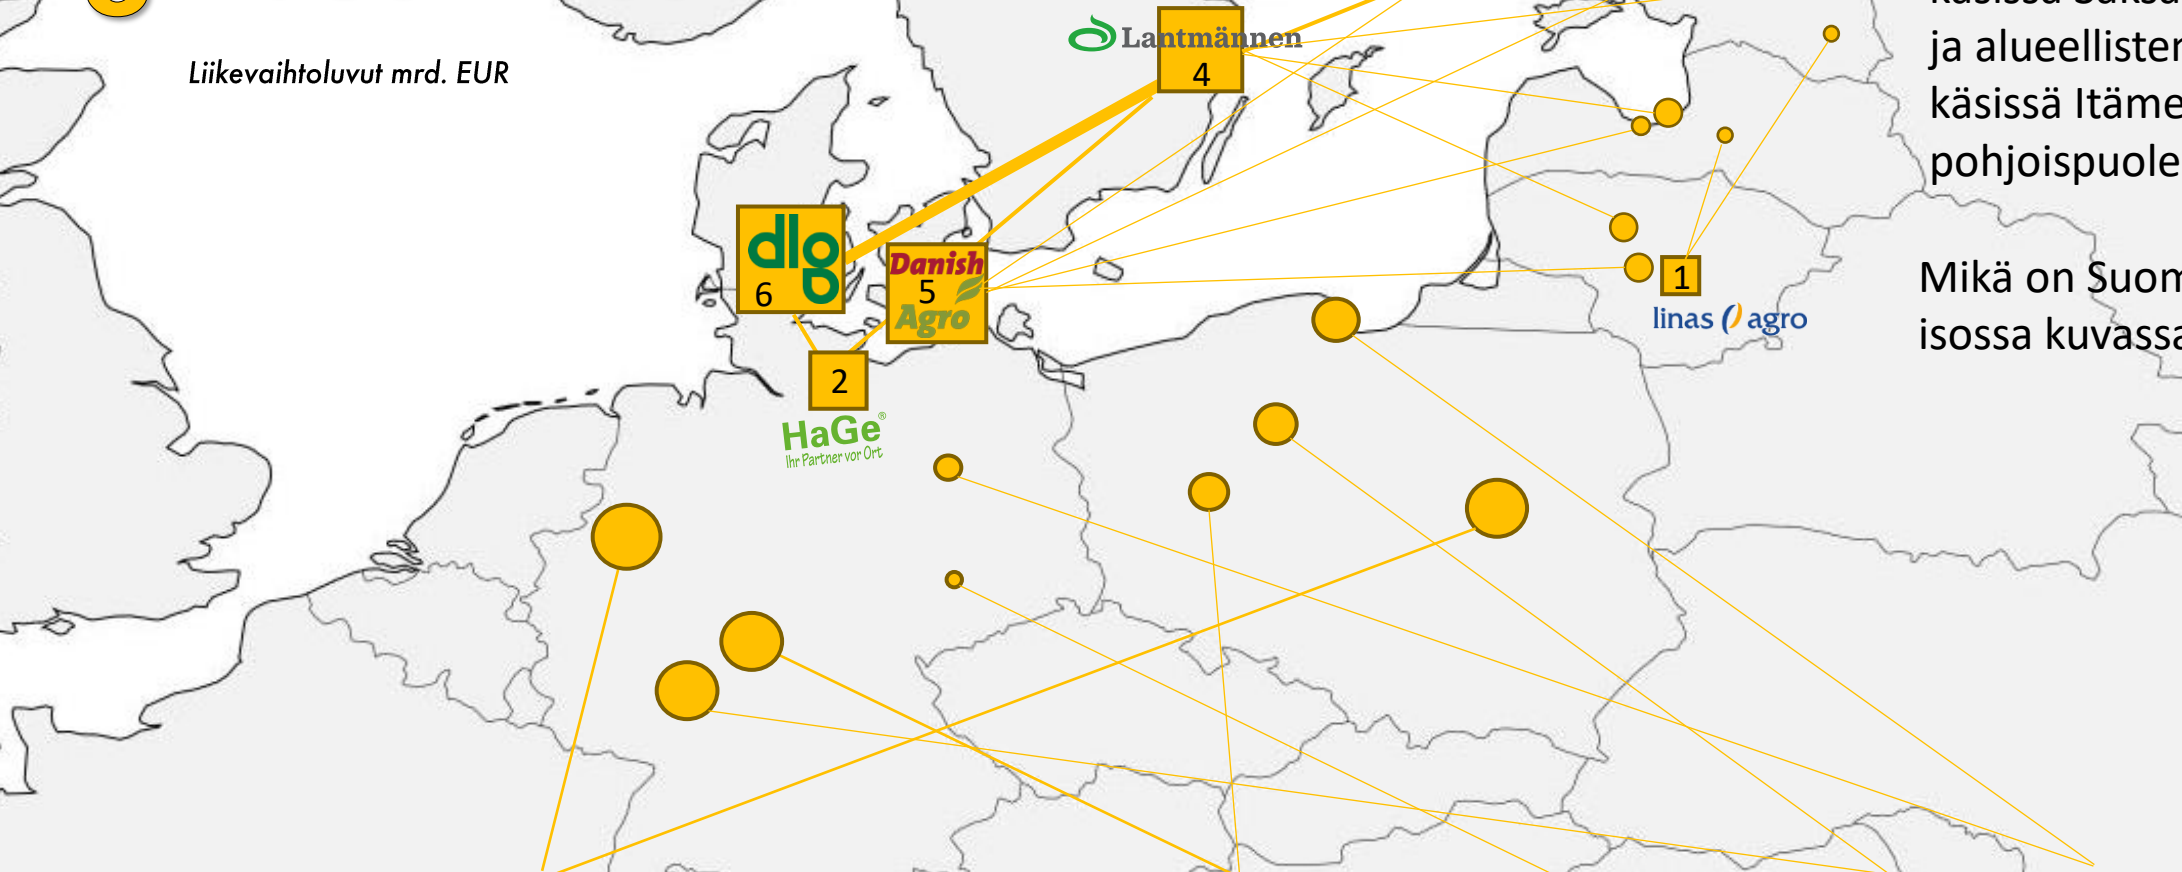 Lantmännen
4
Liikevaihtoluvut mrd. EUR
ja alueellisten
käsissä Itäme
pohjoispuole
dlg
6
Danish
5
Agro
1
linas agro
Mikä on Suom
isossa kuvassa
2
HaGe®
Ihr Partner vor Ort